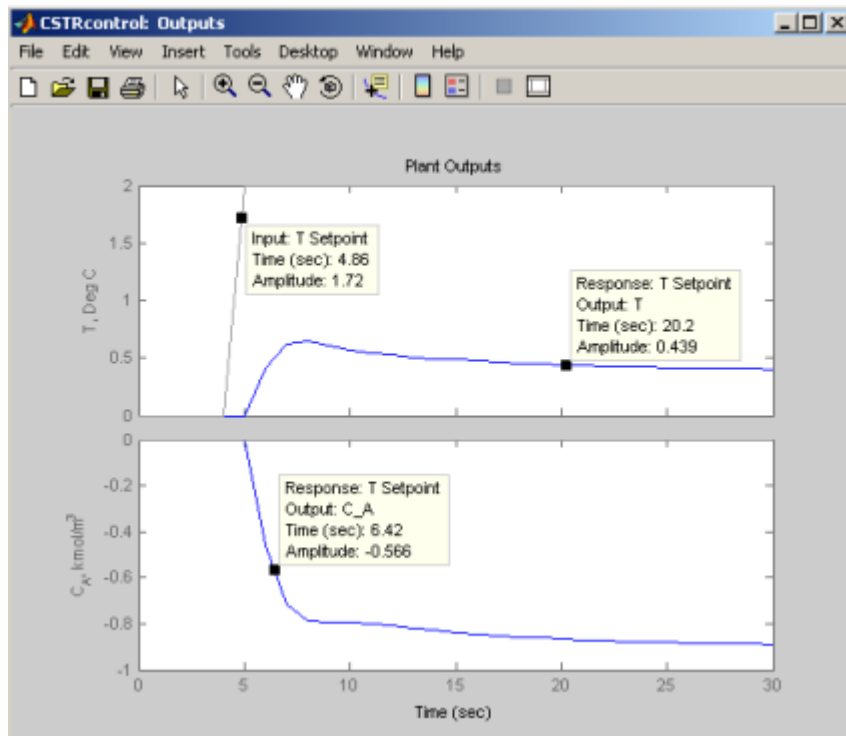 CSTRcontrol: Outputs
File Edit View Insert Tools Desktop Window Help
Plant Outputs
T, Deg C
2
1.5
1
0.5
0
Input: T Setpoint
Time (sec): 4.86
Amplitude: 1.72
Response: T Setpoint
Output: T
Time (sec): 20.2
Amplitude: 0.439
C_A, kmol/m^3
0
-0.2
-0.4
-0.6
-0.8
-1
Response: T Setpoint
Output: C_A
Time (sec): 6.42
Amplitude: -0.566
0 5 10 15 20 25 30
Time (sec)